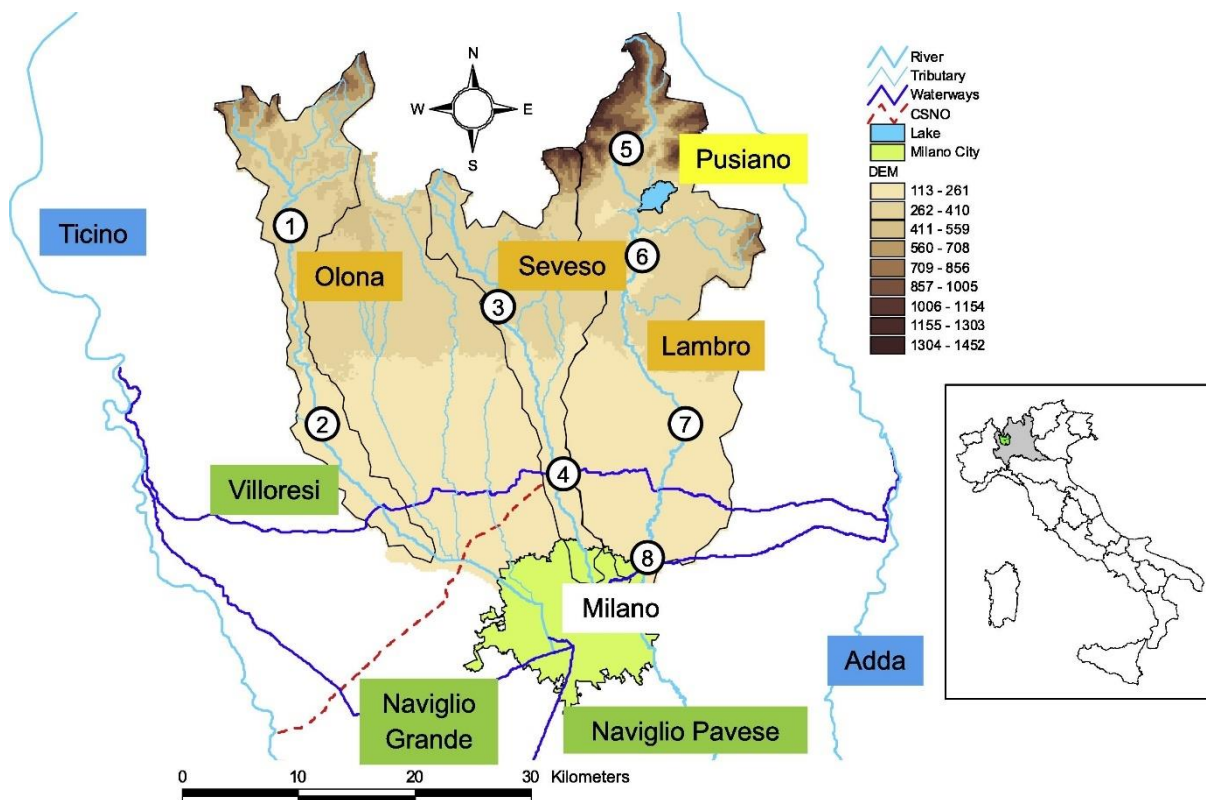 N
W E
S
River
Tributary
Waterways
CSNO
Lake
Milano City
DEM
113 - 261
262 - 410
411 - 559
560 - 708
709 - 856
857 - 1005
1006 - 1154
1155 - 1303
1304 - 1452
5
Pusiano
1
Ticino
Olona
Seveso
6
3
Lambro
2
7
4
Villoresi
8
Milano
Adda
Naviglio
Grande
Naviglio Pavese
0 10 20 30 Kilometers